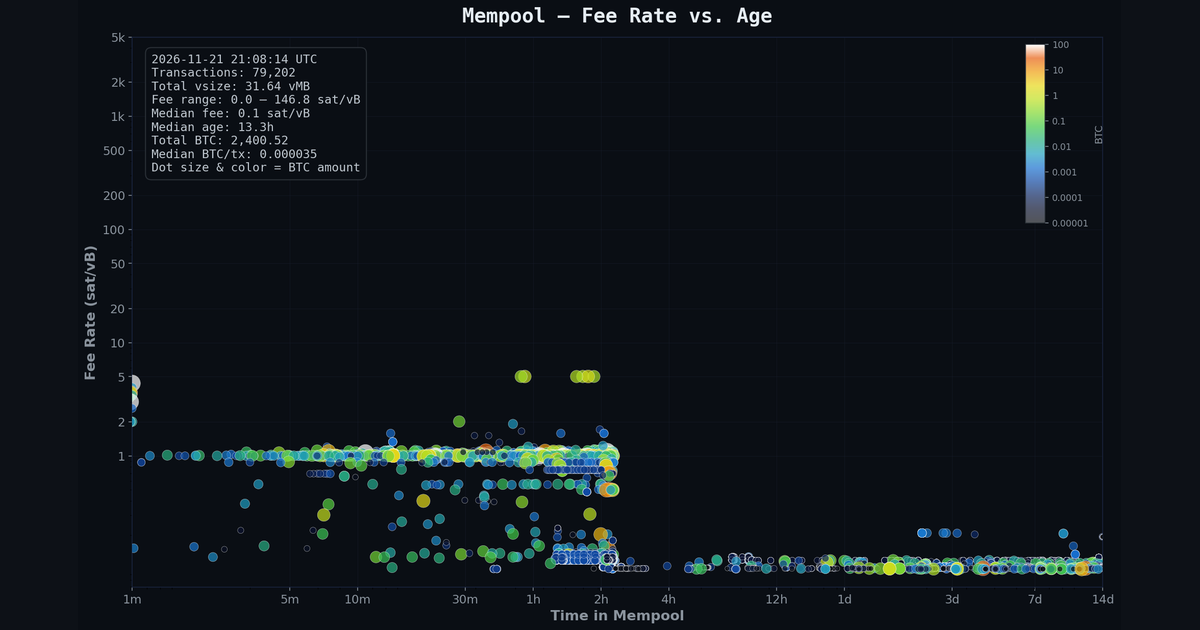 Mempool — Fee Rate vs. Age
2026-11-21 21:08:14 UTC
Transactions: 79,202
Total vsize: 31.64 vMB
Fee range: 0.0 — 146.8 sat/vB
Median fee: 0.1 sat/vB
Median age: 13.3h
Total BTC: 2,400.52
Median BTC/tx: 0.000035
Dot size & color = BTC amount
100
10
1
0.1
0.01
0.001
0.0001
0.00001
BTC
Fee Rate (sat/vB)
5k
2k
1k
500
200
100
50
20
10
5
2
1
1m 5m 10m 30m 1h 2h 4h 12h 1d 3d 7d 14d
Time in Mempool